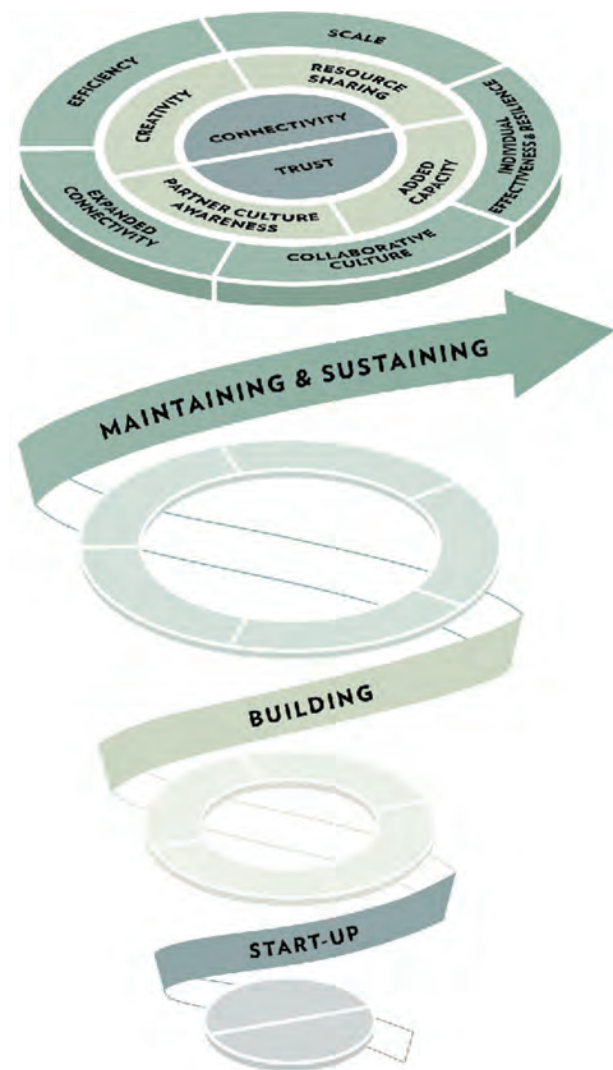 EFFICIENCY
SCALE
INDIVIDUAL
EFFECTIVENESS & RESILIENCE
COLLABORATIVE
CULTURE
EXPANDED
CONNECTIVITY
CREATIVITY
RESOURCE
SHARING
ADDED
CAPACITY
PARTNER CULTURE
AWARENESS
CONNECTIVITY
TRUST
MAINTAINING & SUSTAINING
BUILDING
START-UP